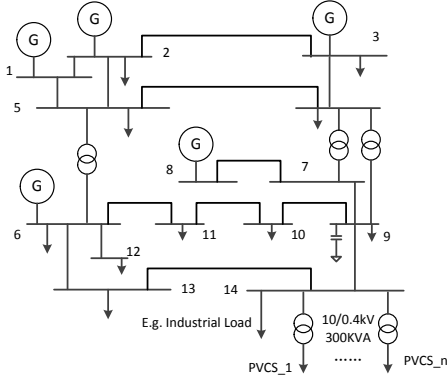 G
G
G
1
2
3
5
G
8
7
G
6
12
11
10
9
13
14
E.g. Industrial Load
10/0.4kV
300KVA
PVCS_1
......
PVCS_n